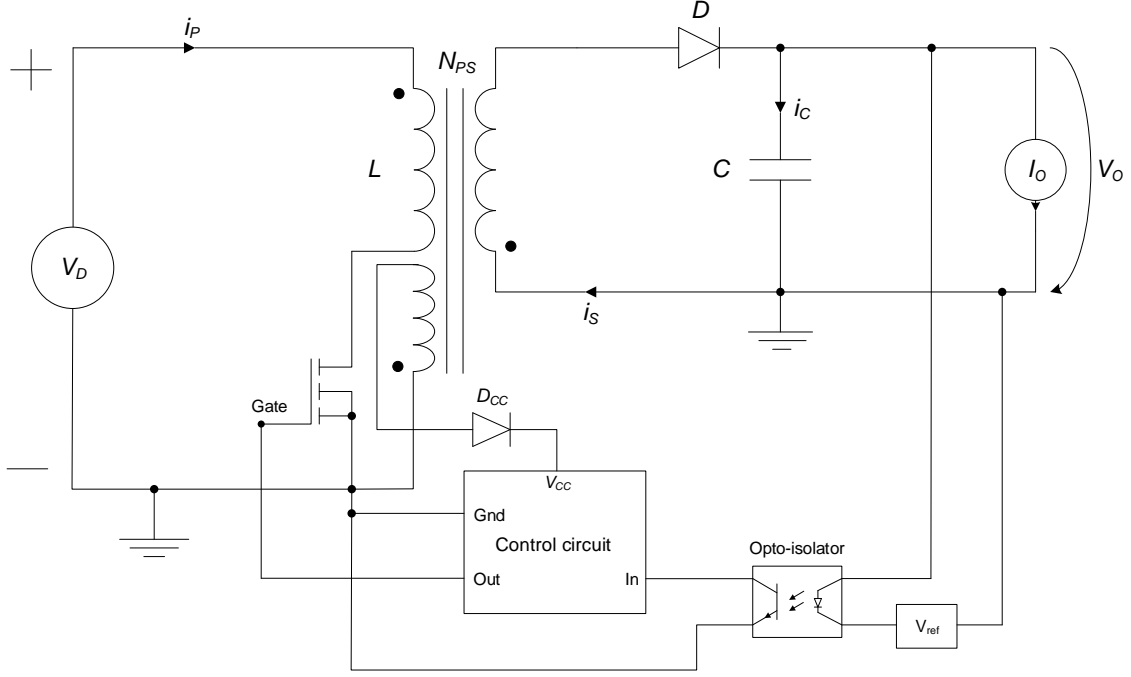 i_P
D
+
N_PS
i_C
L
C
I_O
V_O
V_D
i_S
Gate
D_CC
—
V_CC
Gnd
Control circuit
Opto-isolator
Out
In
V_ref